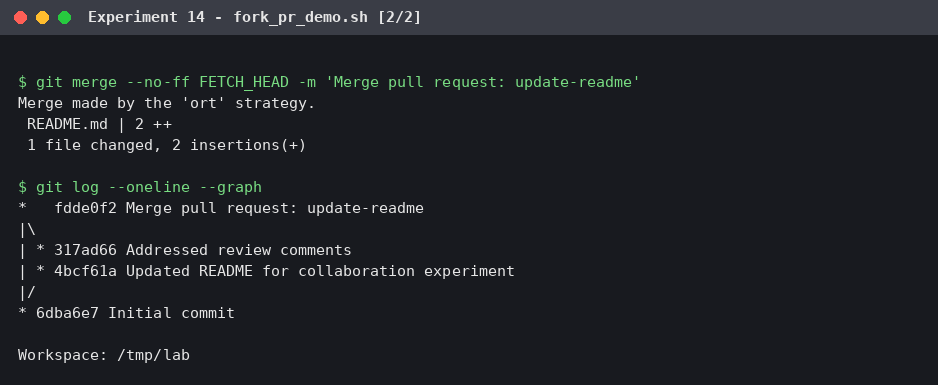 Experiment 14 - fork_pr_demo.sh [2/2]
$ git merge --no-ff FETCH_HEAD -m 'Merge pull request: update-readme'
Merge made by the 'ort' strategy.
 README.md | 2 ++
 1 file changed, 2 insertions(+)
$ git log --oneline --graph
*   fdde0f2 Merge pull request: update-readme
|\
| * 317ad66 Addressed review comments
| * 4bcf61a Updated README for collaboration experiment
|/
* 6dba6e7 Initial commit
Workspace: /tmp/lab